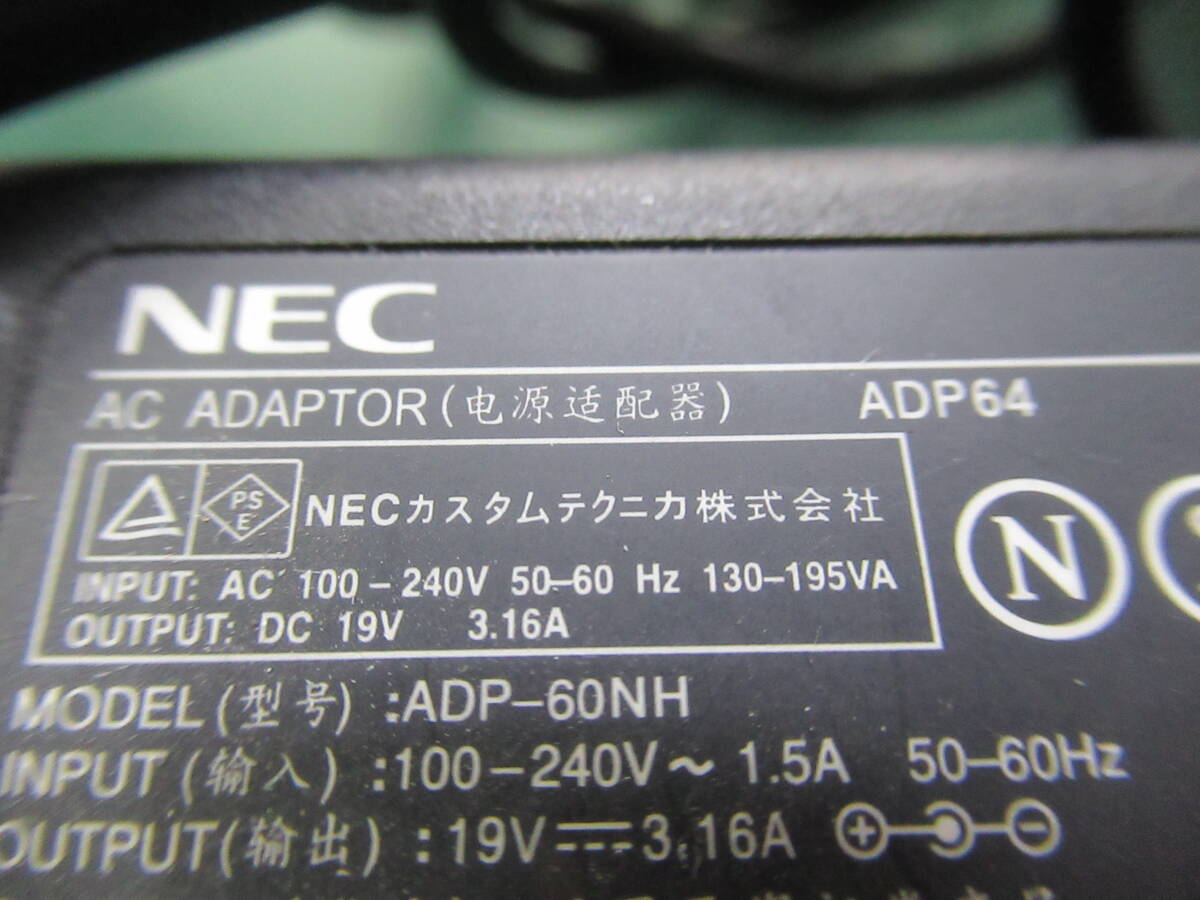 NEC
AC ADAPTOR(电源适配器) ADP64
PS E NECカスタムテクニカ株式会社
INPUT: AC 100-240V 50-60 Hz 130-195VA
OUTPUT: DC 19V 3.16A
N
MODEL(型号) :ADP-60NH
INPUT (输入) :100-240V~ 1.5A 50-60Hz
OUTPUT(输出) :19V⎓3.16A